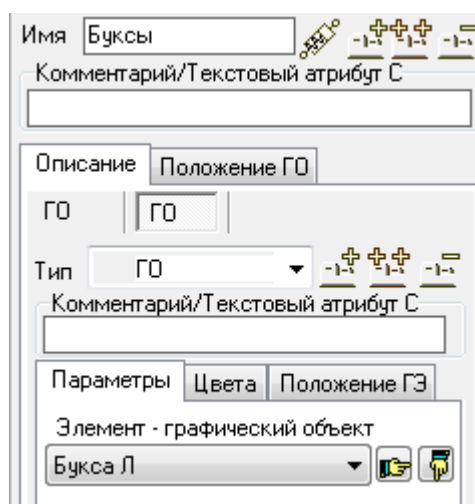 Имя Буксы
Комментарий/Текстовый атрибут С
Описание Положение ГО
ГО ГО
Тип ГО
Комментарий/Текстовый атрибут С
Параметры Цвета Положение ГЭ
Элемент - графический объект
Букса Л